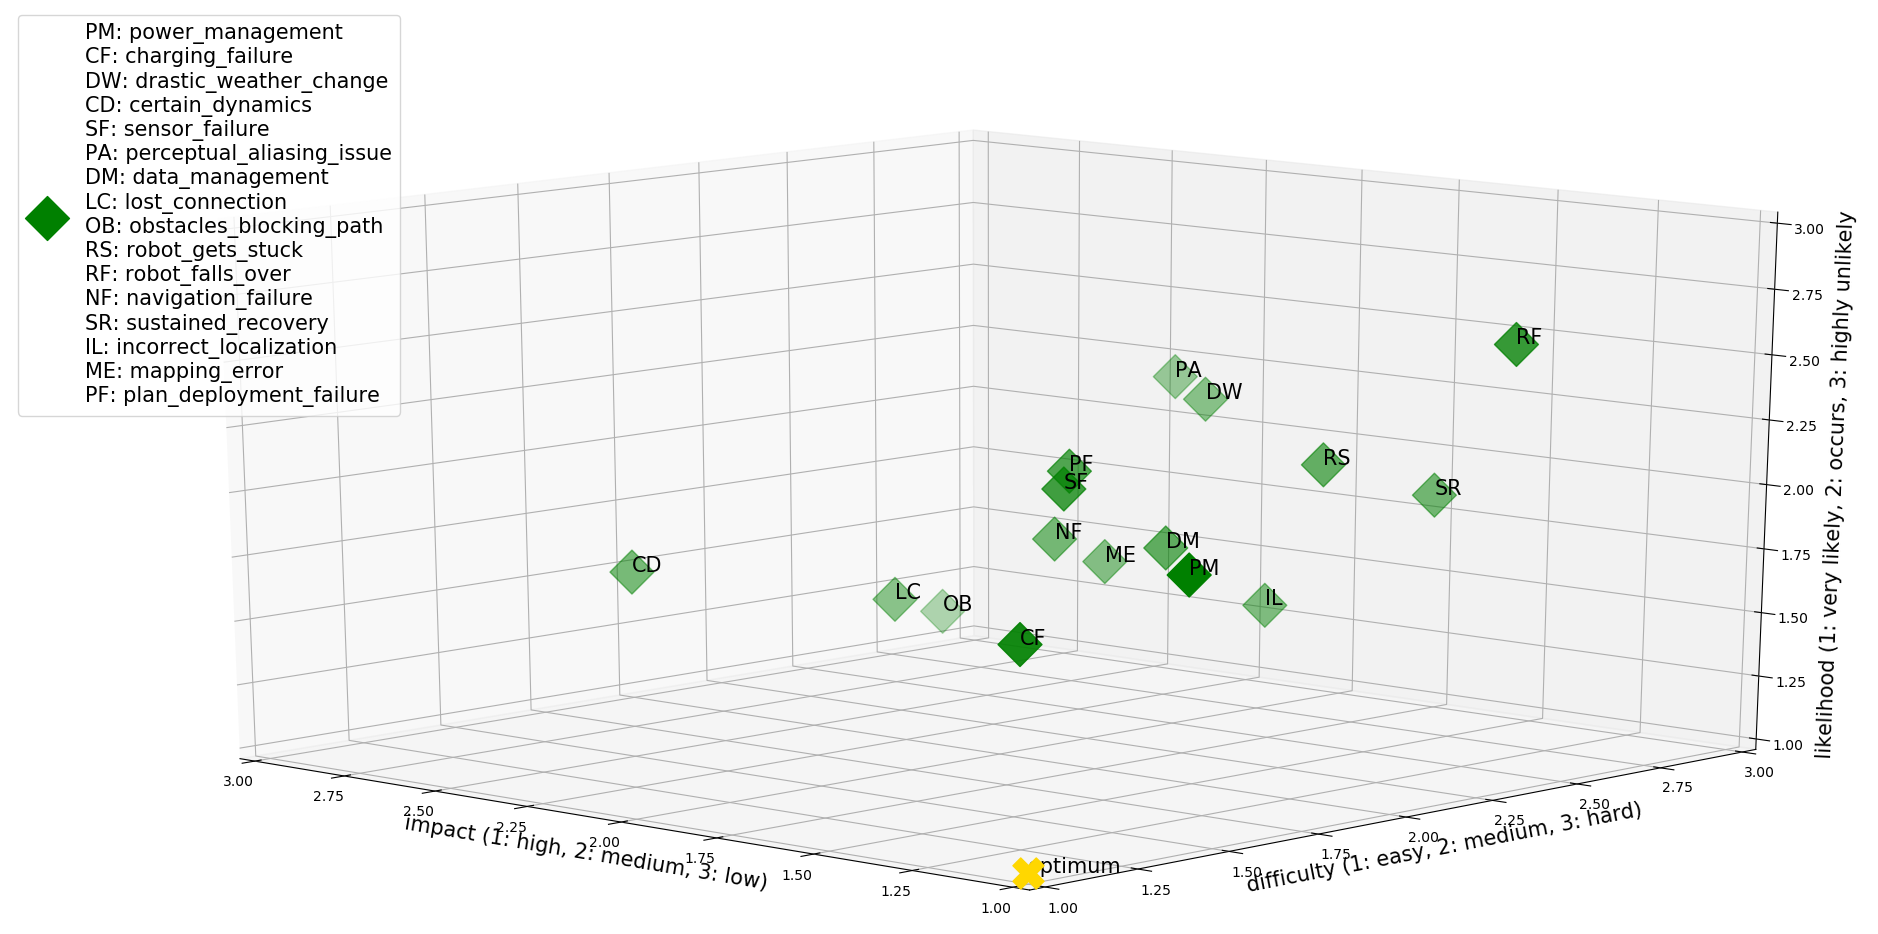 PM: power_management
CF: charging_failure
DW: drastic_weather_change
CD: certain_dynamics
SF: sensor_failure
PA: perceptual_aliasing_issue
DM: data_management
LC: lost_connection
OB: obstacles_blocking_path
RS: robot_gets_stuck
RF: robot_falls_over
NF: navigation_failure
SR: sustained_recovery
IL: incorrect_localization
ME: mapping_error
PF: plan_deployment_failure
RF
PA
DW
RS
PF
SF
SR
NF
DM
ME
PM
CD
LC
OB
IL
CF
ptimum
3.00
2.75
2.50
2.25
2.00
1.75
1.50
1.25
1.00
impact (1: high, 2: medium, 3: low)
1.00
1.25
1.50
1.75
2.00
2.25
2.50
2.75
3.00
difficulty (1: easy, 2: medium, 3: hard)
3.00
2.75
2.50
2.25
2.00
1.75
1.50
1.25
1.00
likelihood (1: very likely, 2: occurs, 3: highly unlikely